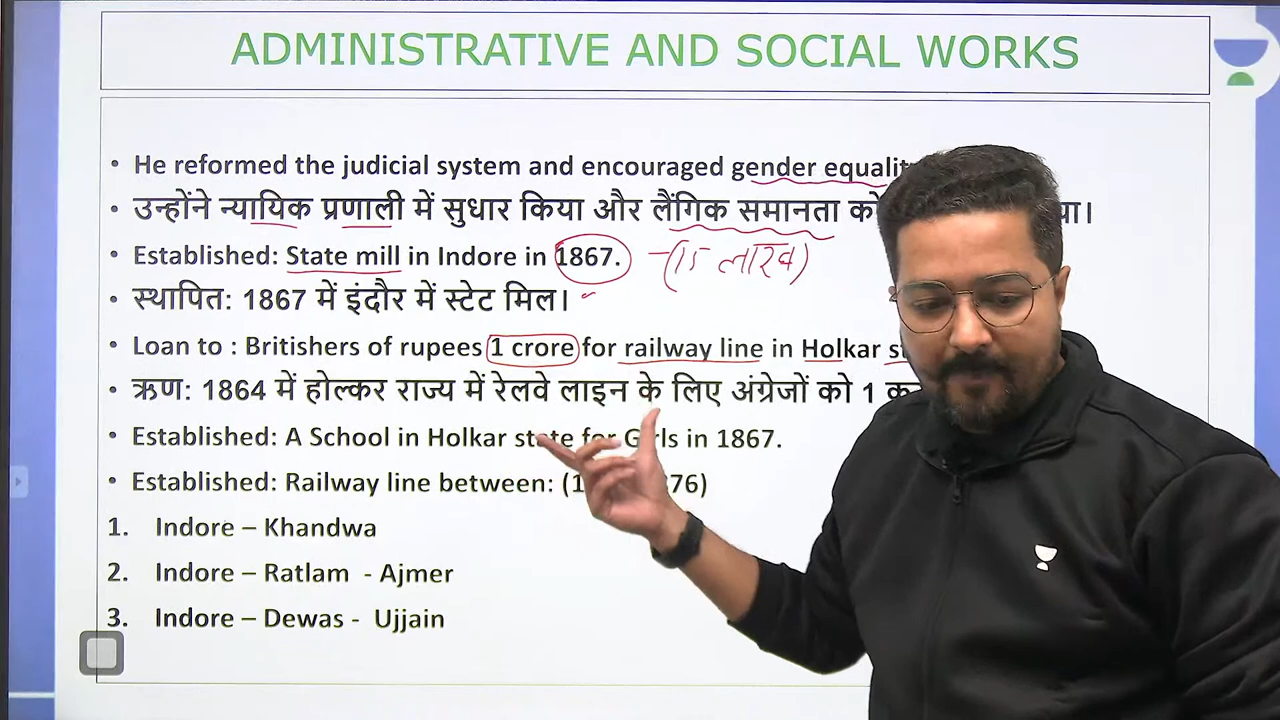 ADMINISTRATIVE AND SOCIAL WORKS
• He reformed the judicial system and encouraged gender
• उन्होंने न्यायिक प्रणाली में सुधार किया और लैंगिक समानता
• Established: State mill in Indore in 1867. (15 लाख)
• स्थापित: 1867 में इंदौर में स्टेट मिल।
• Loan to : Britishers of rupees 1 crore for railway line in Holkar
• ऋण: 1864 में होल्कर राज्य में रेलवे लाइन के लिए अंग्रेजों को 1
• Established: A School in Holkar state for Girls in 1867.
• Established: Railway line between:
1. Indore – Khandwa
2. Indore – Ratlam - Ajmer
3. Indore – Dewas - Ujjain